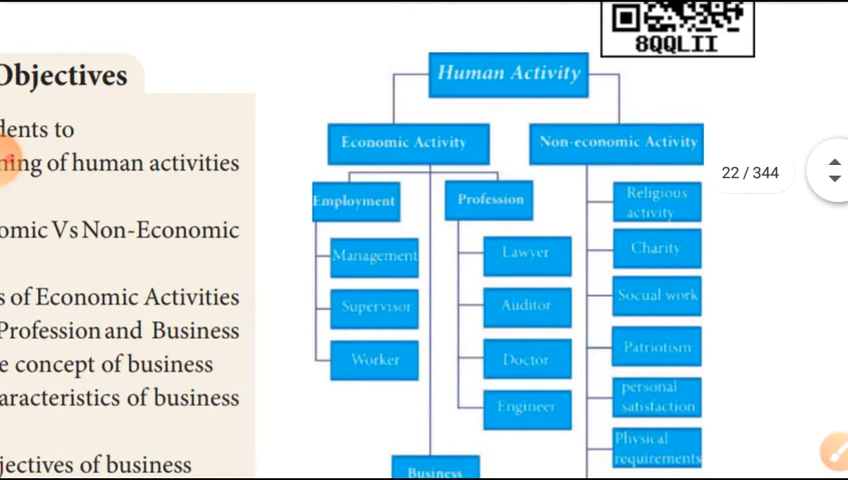 8QQLII
Objectives
dents to
ning of human activities
omic Vs Non-Economic
s of Economic Activities
Profession and Business
e concept of business
aracteristics of business
jectives of business
Human Activity
Economic Activity
Non-economic Activity
22 / 344
Employment
Profession
Religious
activity
Management
Lawyer
Charity
Supervisor
Auditor
Socual work
Worker
Doctor
Patriotism
Engineer
personal
satisfaction
Physical
requirements
Business